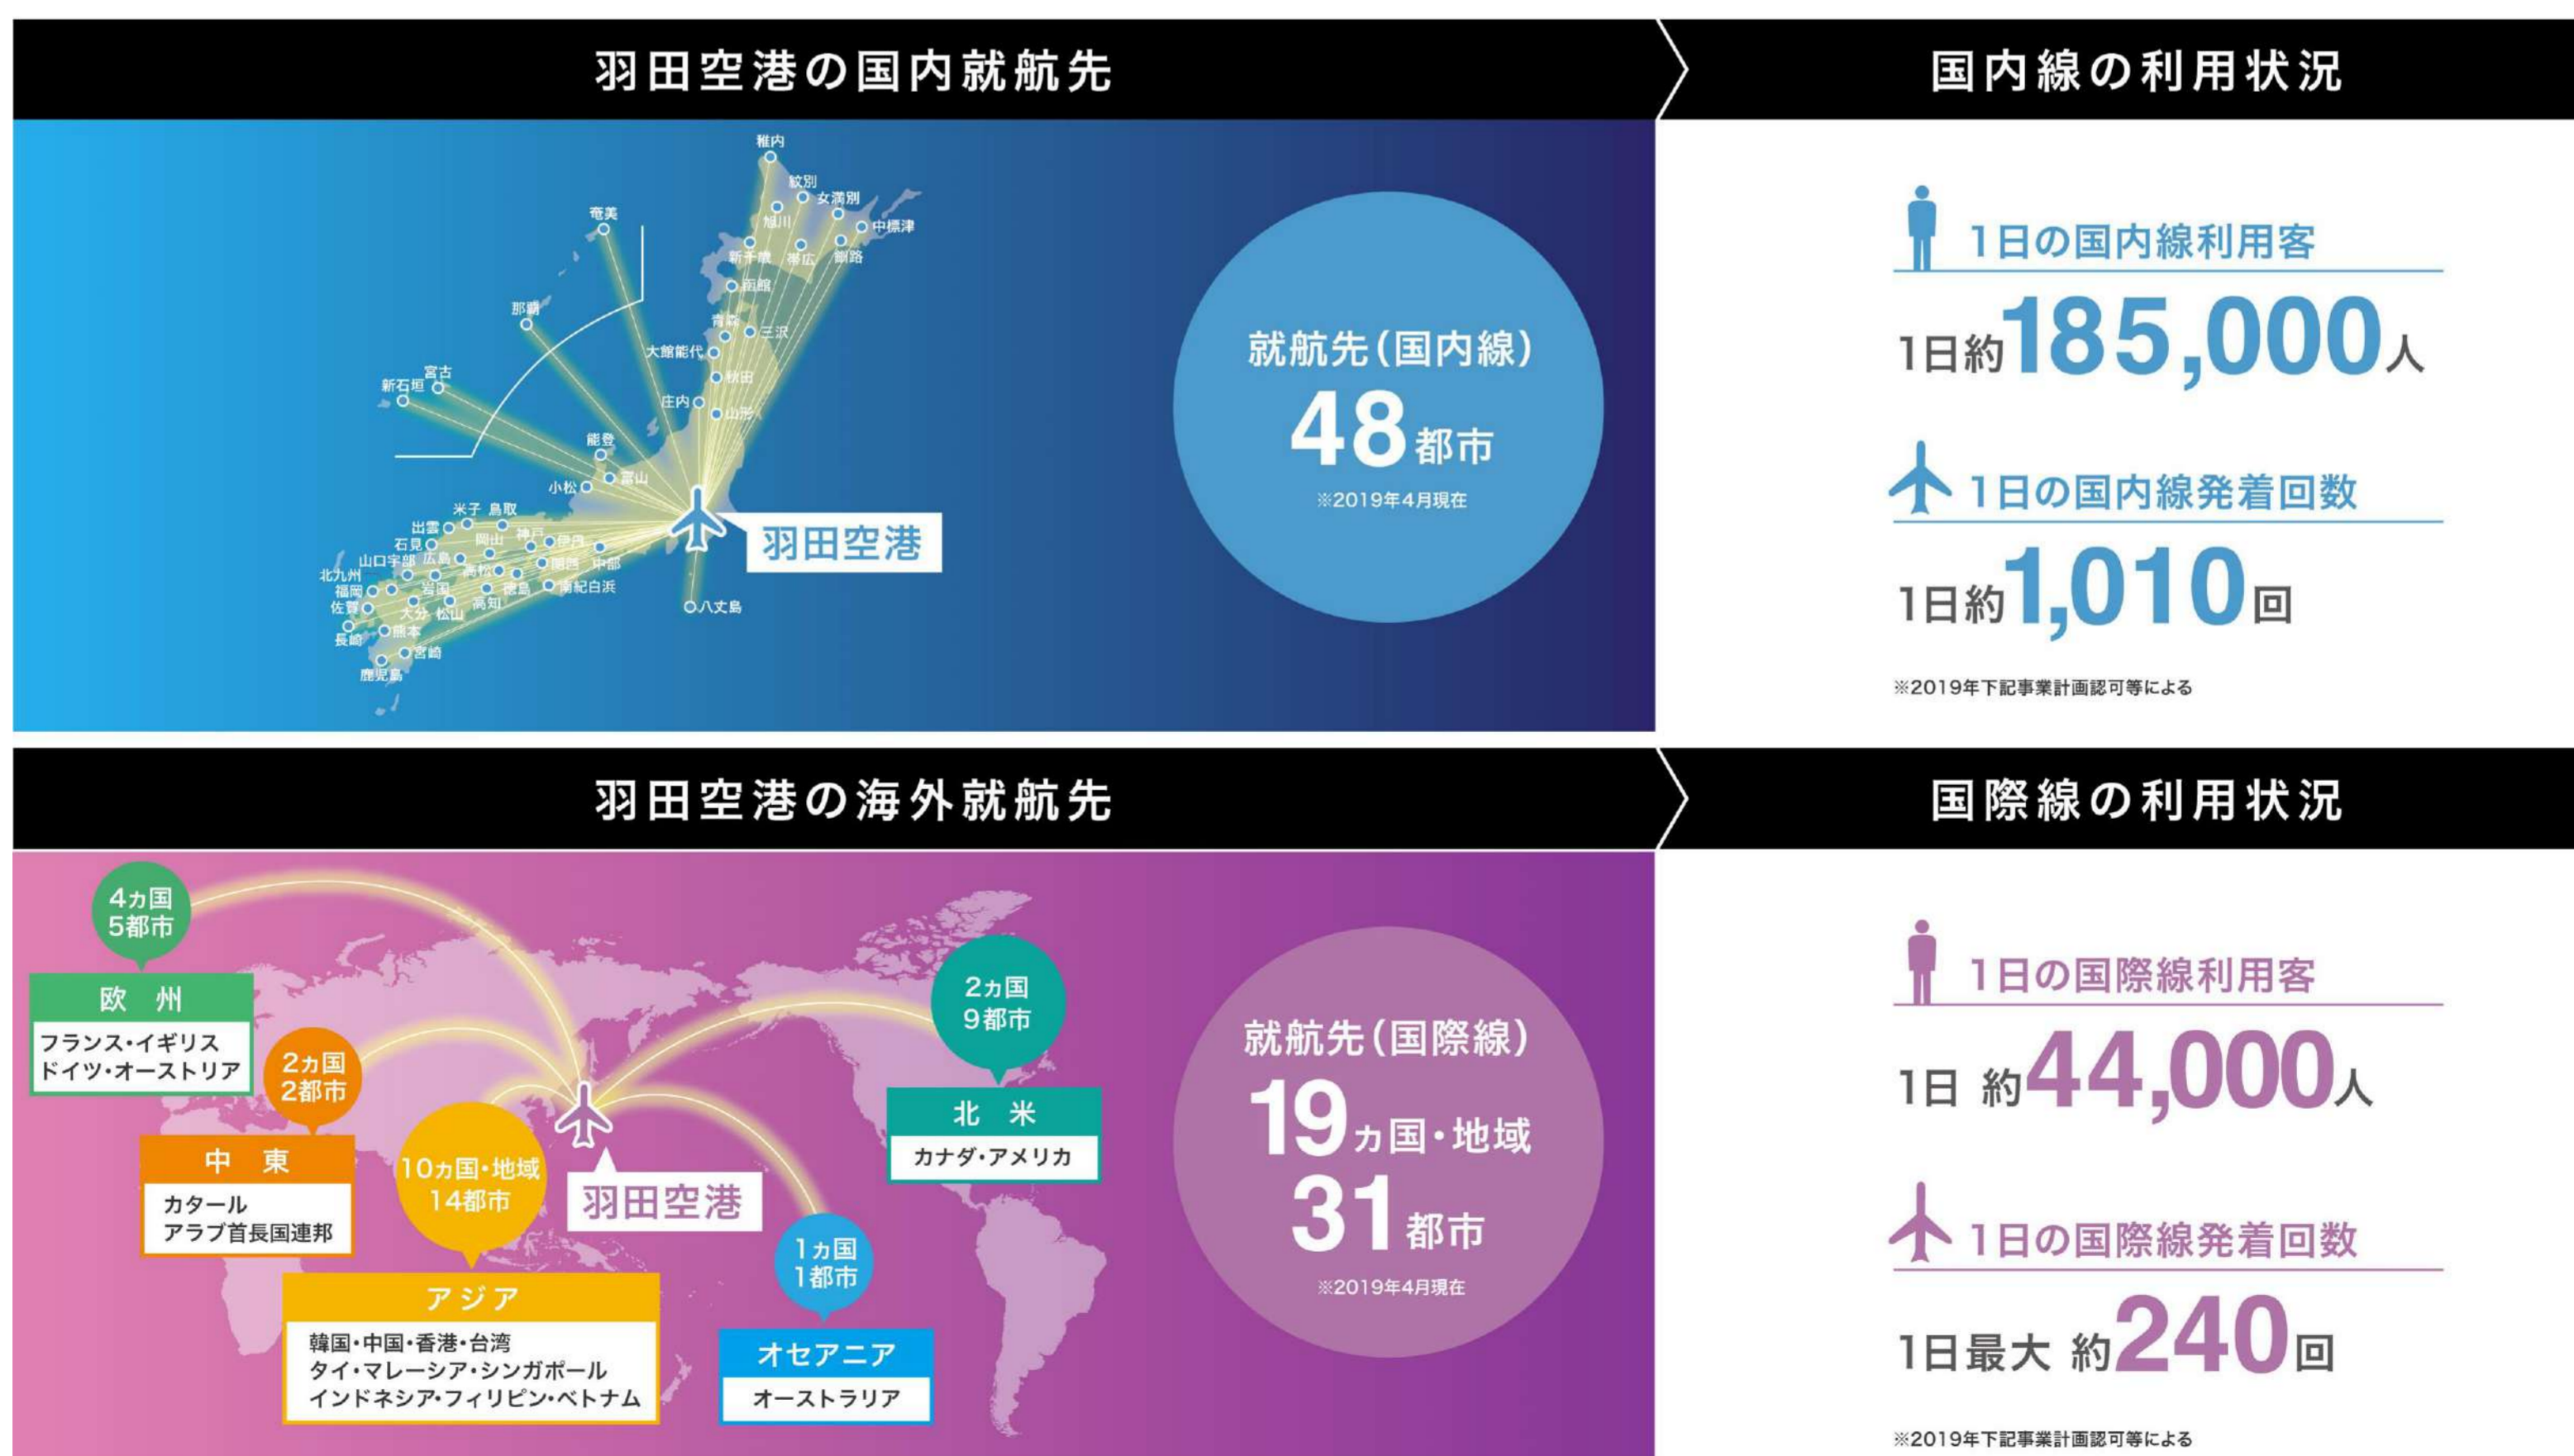 羽田空港の国内就航先
国内線の利用状況
稚内
紋別
女満別
旭川
中標津
新千歳 帯広 釧路
函館
奄美
那覇
宮古
新石垣
青森
三沢
大館能代
秋田
庄内
山形
能登
富山
小松
米子 鳥取
出雲
岡山 神戸 伊丹
石見
山口宇部 広島
高松
関西 中部
北九州
福岡
岩国
徳島
南紀白浜
佐賀
大分 松山
高知
長崎
熊本
宮崎
鹿児島
八丈島
羽田空港
就航先(国内線)
48都市
※2019年4月現在
1日の国内線利用客
1日約185,000人
1日の国内線発着回数
1日約1,010回
※2019年下記事業計画認可等による
羽田空港の海外就航先
国際線の利用状況
4ヵ国
5都市
欧 州
フランス・イギリス
ドイツ・オーストリア
2ヵ国
2都市
中 東
カタール
アラブ首長国連邦
10ヵ国・地域
14都市
アジア
韓国・中国・香港・台湾
タイ・マレーシア・シンガポール
インドネシア・フィリピン・ベトナム
羽田空港
1ヵ国
1都市
オセアニア
オーストラリア
2ヵ国
9都市
北 米
カナダ・アメリカ
就航先(国際線)
19ヵ国・地域
31都市
※2019年4月現在
1日の国際線利用客
1日 約44,000人
1日の国際線発着回数
1日最大 約240回
※2019年下記事業計画認可等による